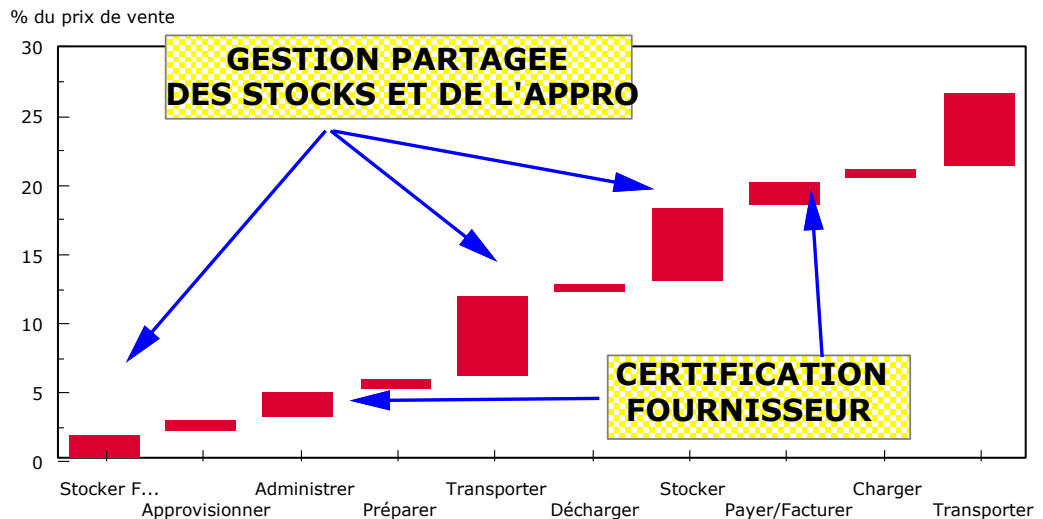 % du prix de vente
30
25
20
15
10
5
0
GESTION PARTAGEE
DES STOCKS ET DE L'APPRO
CERTIFICATION
FOURNISSEUR
Stocker F...
Approvisionner
Administrer
Préparer
Transporter
Décharger
Stocker
Payer/Facturer
Charger
Transporter